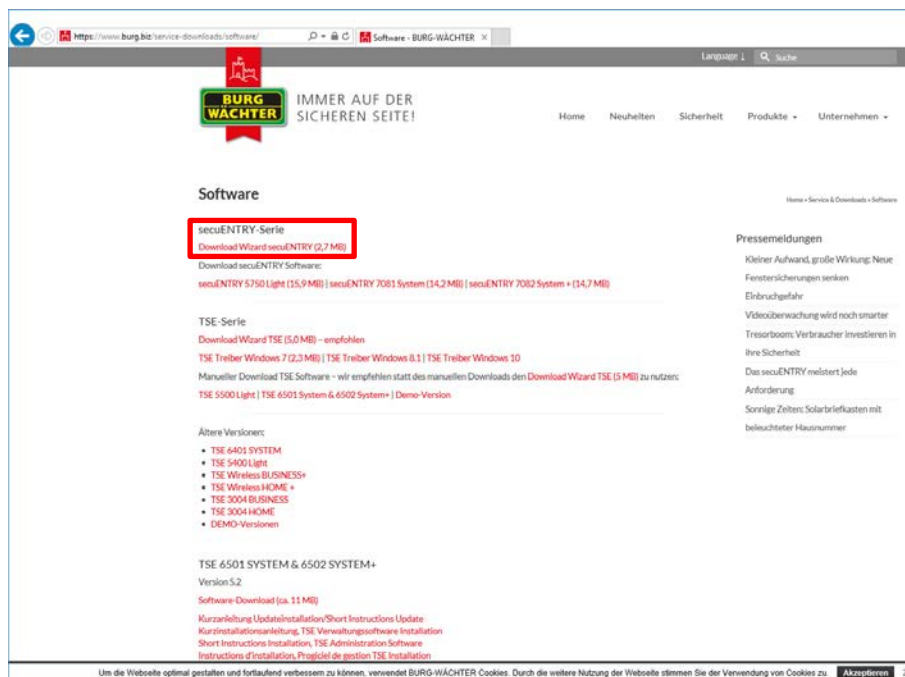 https://www.burg.biz/service-downloads/software/
Software - BURG-WÄCHTER
Language
Suche
BURG
WÄCHTER
IMMER AUF DER
SICHEREN SEITE!
Home Neuheiten Sicherheit Produkte Unternehmen
Software
Home » Service & Downloads » Software
secuENTRY-Serie
Download Wizard secuENTRY (2,7 MB)
Download secuENTRY Software:
secuENTRY 5750 Light (15,9 MB) | secuENTRY 7081 System (14,2 MB) | secuENTRY 7082 System + (14,7 MB)
TSE-Serie
Download Wizard TSE (5,0 MB) – empfohlen
TSE Treiber Windows 7 (2,3 MB) | TSE Treiber Windows 8.1 | TSE Treiber Windows 10
Manueller Download TSE Software – wir empfehlen statt des manuellen Downloads den Download Wizard TSE (5 MB) zu nutzen:
TSE 5500 Light | TSE 6501 System & 6502 System+ | Demo-Version
Ältere Versionen:
• TSE 6401 SYSTEM
• TSE 5400 Light
• TSE Wireless BUSINESS+
• TSE Wireless HOME +
• TSE 3004 BUSINESS
• TSE 3004 HOME
• DEMO-Versionen
TSE 6501 SYSTEM & 6502 SYSTEM+
Version 5.2
Software-Download (ca. 11 MB)
Kurzanleitung Updateinstallation/Short Instructions Update
Kurzinstallationsanleitung, TSE Verwaltungssoftware Installation
Short Instructions Installation, TSE Administration Software
Instructions d'installation, Progiciel de gestion TSE Installation
Pressemeldungen
Kleiner Aufwand, große Wirkung: Neue
Fenstersicherungen senken
Einbruchgefahr
Videoüberwachung wird noch smarter
Tresorboom: Verbraucher investieren in
ihre Sicherheit
Das secuENTRY meistert jede
Anforderung
Sonnige Zeiten: Solarbriefkasten mit
beleuchteter Hausnummer
Um die Webseite optimal gestalten und fortlaufend verbessern zu können, verwendet BURG-WÄCHTER Cookies. Durch die weitere Nutzung der Webseite stimmen Sie der Verwendung von Cookies zu. Akzeptieren